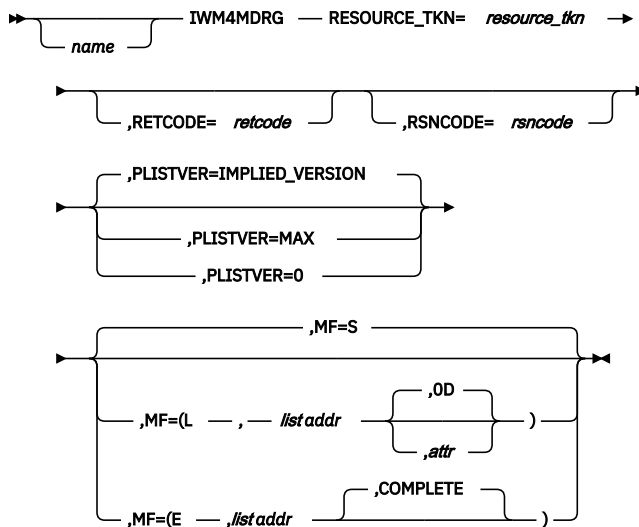 name IWM4MDRG RESOURCE_TKN= resource_tkn
,RETCODE= retcode ,RSNCODE= rsncode
,PLISTVER=IMPLIED_VERSION
,PLISTVER=MAX
,PLISTVER=0
,MF=S
,MF=(L , list addr ,0D ,attr )
,MF=(E ,list addr ,COMPLETE )